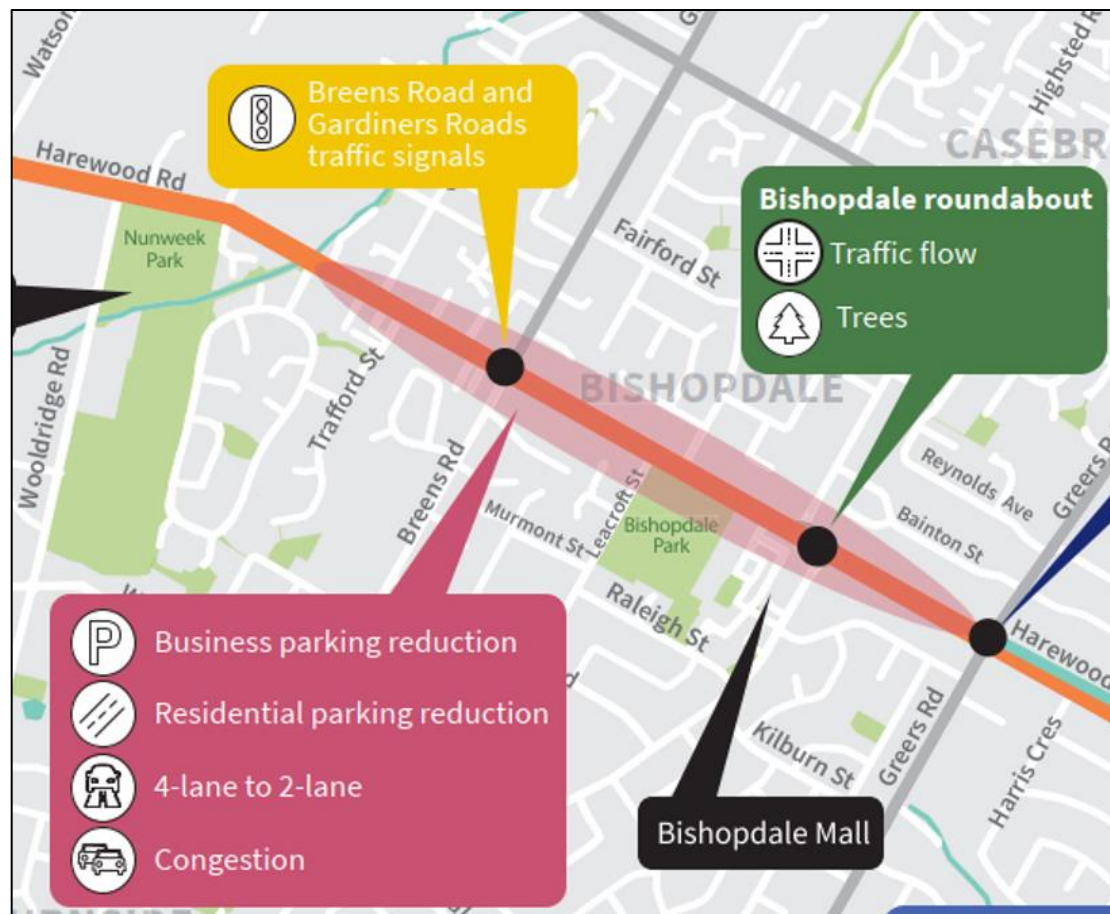 Watson
Highsted R
CASEBR
Breens Road and
Gardiners Roads
traffic signals
Harewood Rd
Bishopdale roundabout
Traffic flow
Trees
Nunweek
Park
Fairford St
BISHOPDALE
Wooldridge Rd
Trafford St
Breens Rd
Murmont St
Leacroft St
Bishopdale
Park
Raleigh St
Reynolds Ave
Bainton St
Greers R
P
Business parking reduction
Residential parking reduction
4-lane to 2-lane
Congestion
Harewood
Kilburn St
Greers Rd
Harris Cres
Bishopdale Mall